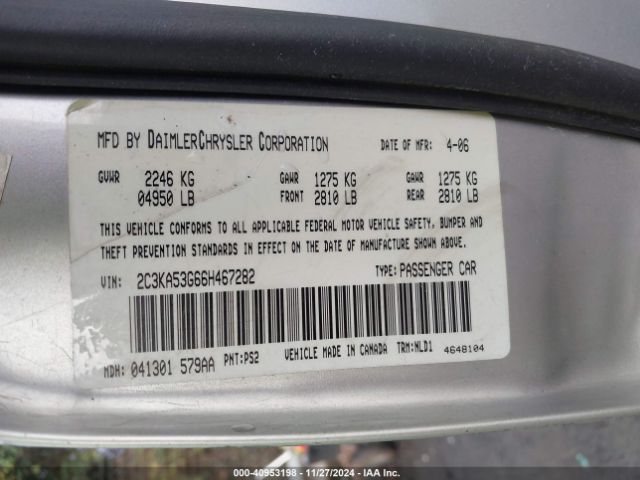 MFD BY DAIMLERCHRYSLER CORPORATION DATE OF MFR: 4-06
GVWR 2246 KG GAWR 1275 KG GAWR 1275 KG
04950 LB FRONT 2810 LB REAR 2810 LB
THIS VEHICLE CONFORMS TO ALL APPLICABLE FEDERAL MOTOR VEHICLE SAFETY, BUMPER AND
THEFT PREVENTION STANDARDS IN EFFECT ON THE DATE OF MANUFACTURE SHOWN ABOVE.
VIN: 2C3KA53G66H467282 TYPE: PASSENGER CAR
MDH: 041301 579AA PNT: PS2 VEHICLE MADE IN CANADA TRM: NLD1 4648104
000-40953198 - 11/27/2024 - IAA Inc.